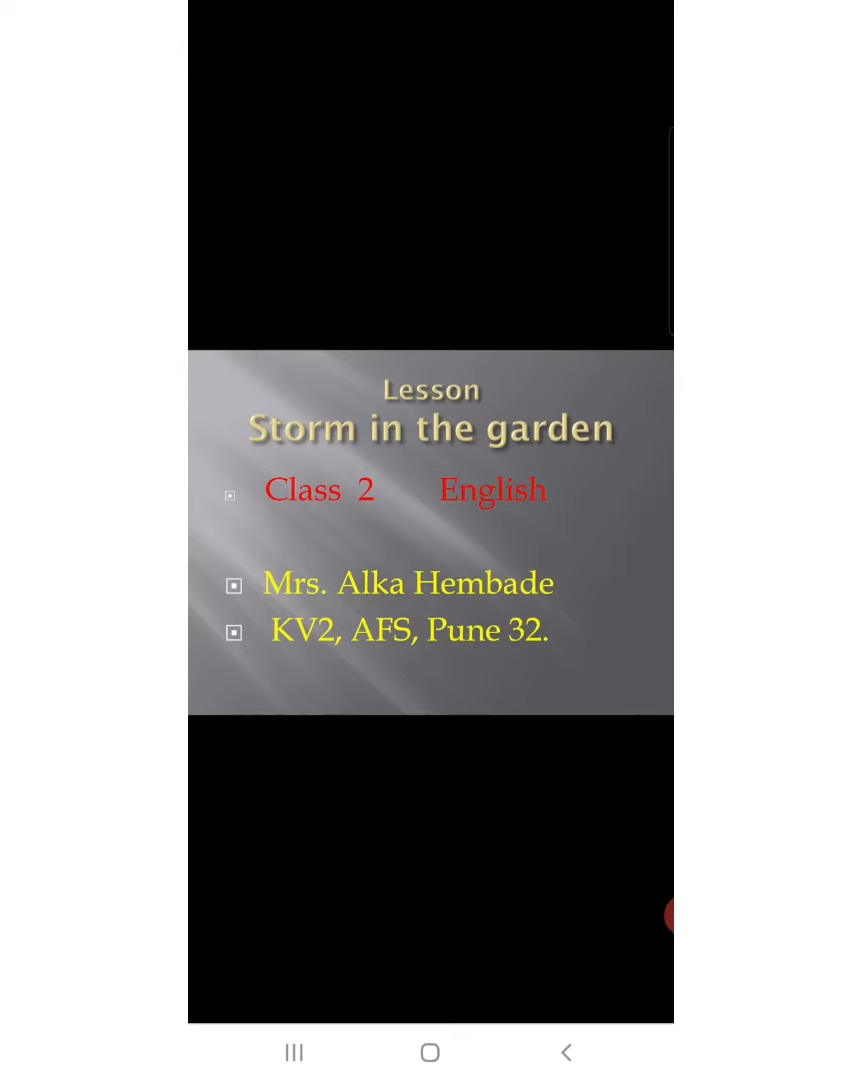 Lesson
Storm in the garden
Class 2 English
Mrs. Alka Hembade
KV2, AFS, Pune 32.